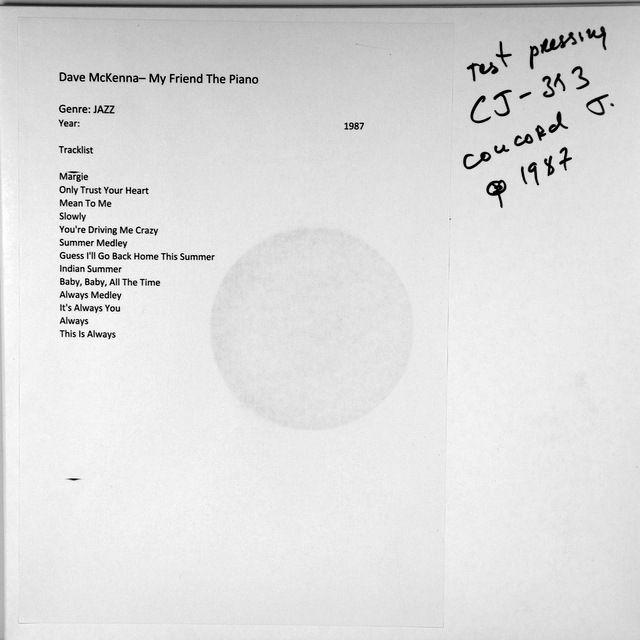 Dave McKenna– My Friend The Piano
Genre: JAZZ
Year: 1987
Tracklist
Margie
Only Trust Your Heart
Mean To Me
Slowly
You're Driving Me Crazy
Summer Medley
Guess I'll Go Back Home This Summer
Indian Summer
Baby, Baby, All The Time
Always Medley
It's Always You
Always
This Is Always
Test pressing
CJ-313
Concord J.
℗ 1987